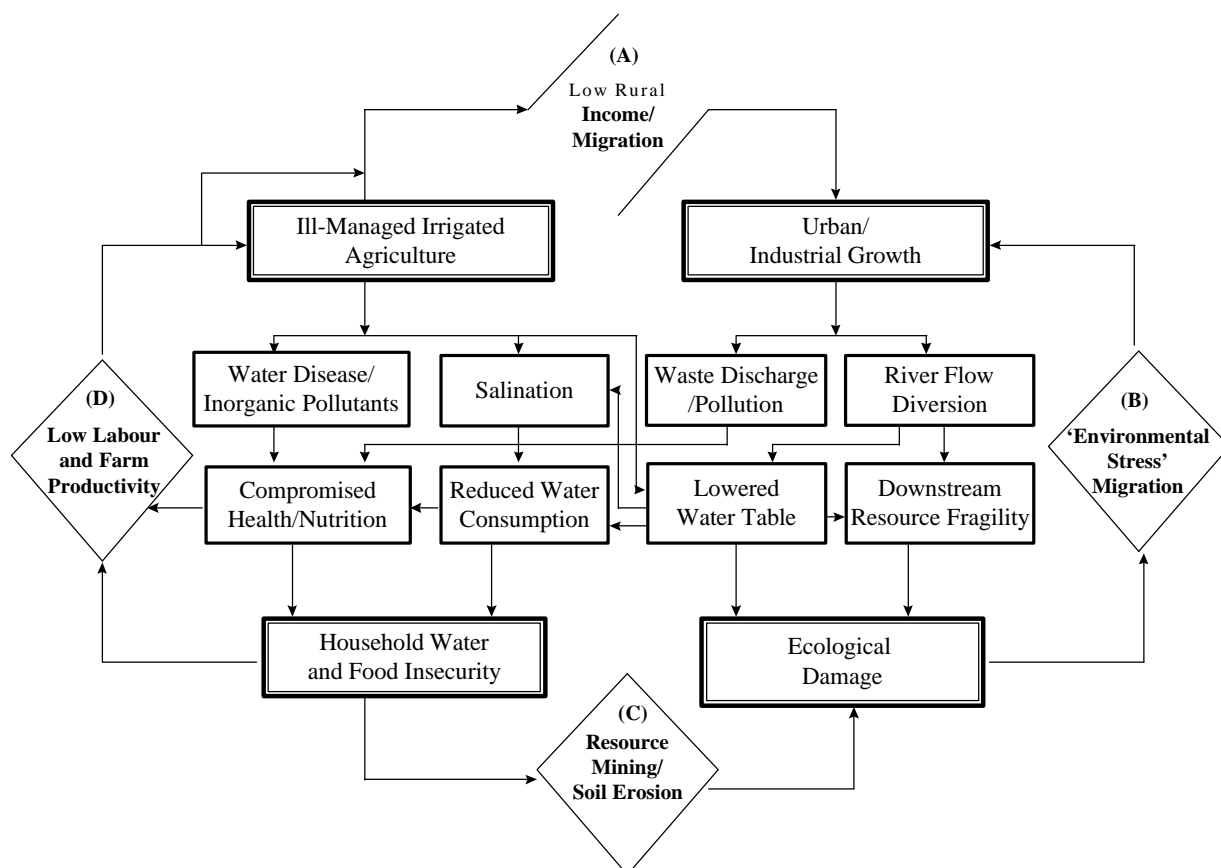 (A)
Low Rural
Income/
Migration
Ill-Managed Irrigated
Agriculture
Urban/
Industrial Growth
Water Disease/
Inorganic Pollutants
Salination
Waste Discharge
/Pollution
River Flow
Diversion
(D)
Low Labour
and Farm
Productivity
(B)
‘Environmental
Stress’
Migration
Compromised
Health/Nutrition
Reduced Water
Consumption
Lowered
Water Table
Downstream
Resource Fragility
Household Water
and Food Insecurity
Ecological
Damage
(C)
Resource
Mining/
Soil Erosion